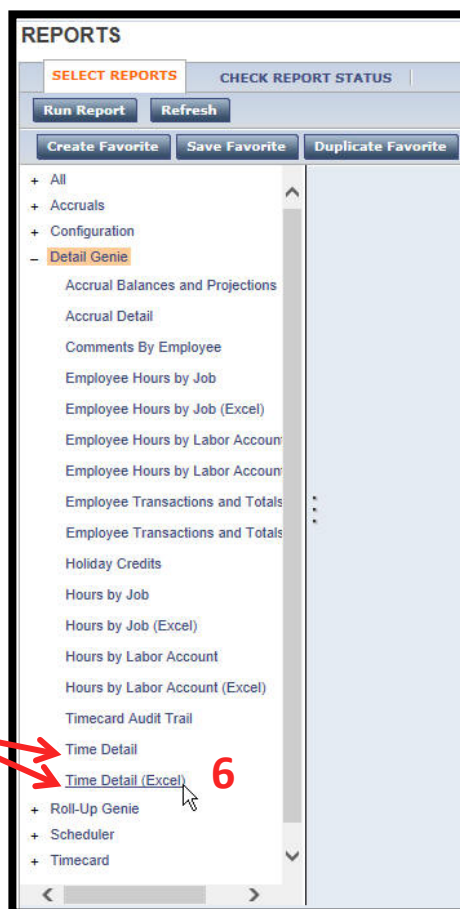 REPORTS
SELECT REPORTS CHECK REPORT STATUS
Run Report Refresh
Create Favorite Save Favorite Duplicate Favorite
+ All
+ Accruals
+ Configuration
– Detail Genie
Accrual Balances and Projections
Accrual Detail
Comments By Employee
Employee Hours by Job
Employee Hours by Job (Excel)
Employee Hours by Labor Accoun
Employee Hours by Labor Accoun
Employee Transactions and Totals
Employee Transactions and Totals
Holiday Credits
Hours by Job
Hours by Job (Excel)
Hours by Labor Account
Hours by Labor Account (Excel)
Timecard Audit Trail
Time Detail
Time Detail (Excel) 6
+ Roll-Up Genie
+ Scheduler
+ Timecard